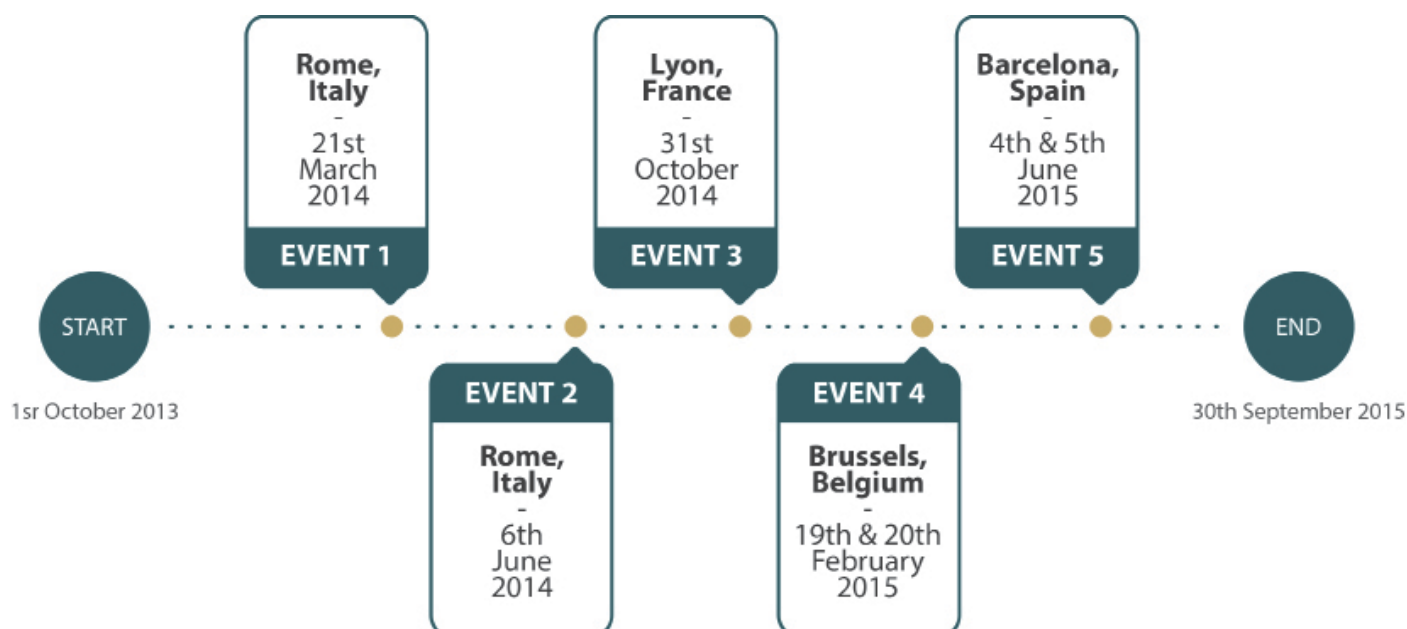 Rome,
Italy
-
21st
March
2014
EVENT 1
Lyon,
France
-
31st
October
2014
EVENT 3
Barcelona,
Spain
-
4th & 5th
June
2015
EVENT 5
START
1sr October 2013
END
30th September 2015
EVENT 2
Rome,
Italy
-
6th
June
2014
EVENT 4
Brussels,
Belgium
-
19th & 20th
February
2015